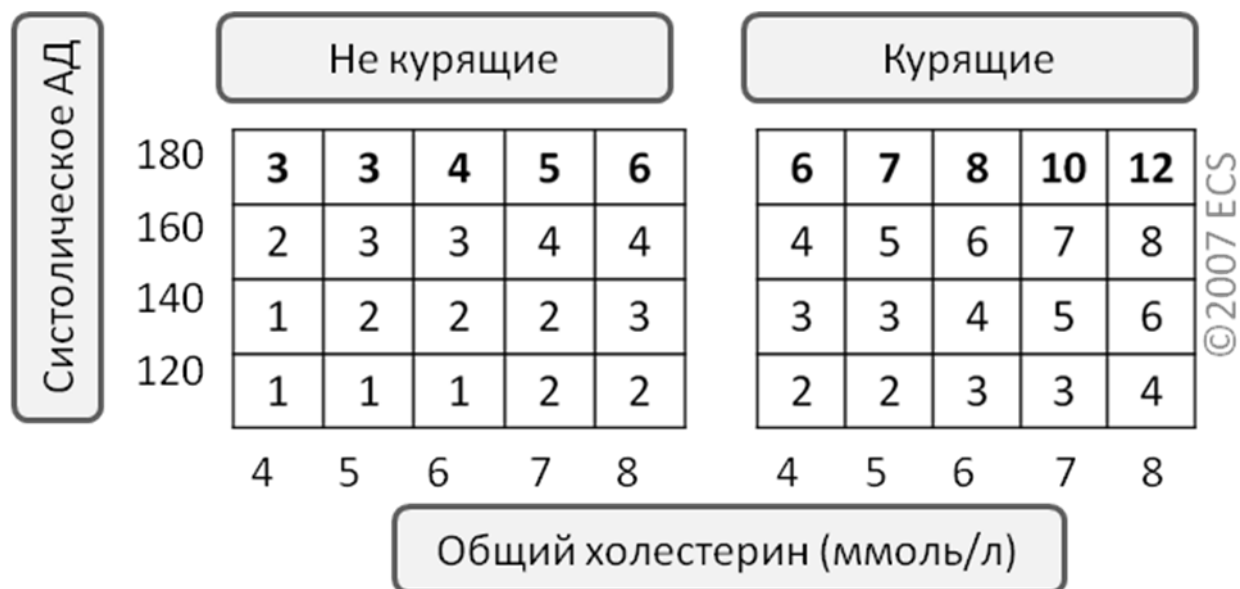 Систолическое АД
Не курящие
Курящие
180 3 3 4 5 6 6 7 8 10 12
160 2 3 3 4 4 4 5 6 7 8
140 1 2 2 2 3 3 3 4 5 6
120 1 1 1 2 2 2 2 3 3 4
4 5 6 7 8 4 5 6 7 8
Общий холестерин (ммоль/л)
©2007 ECS